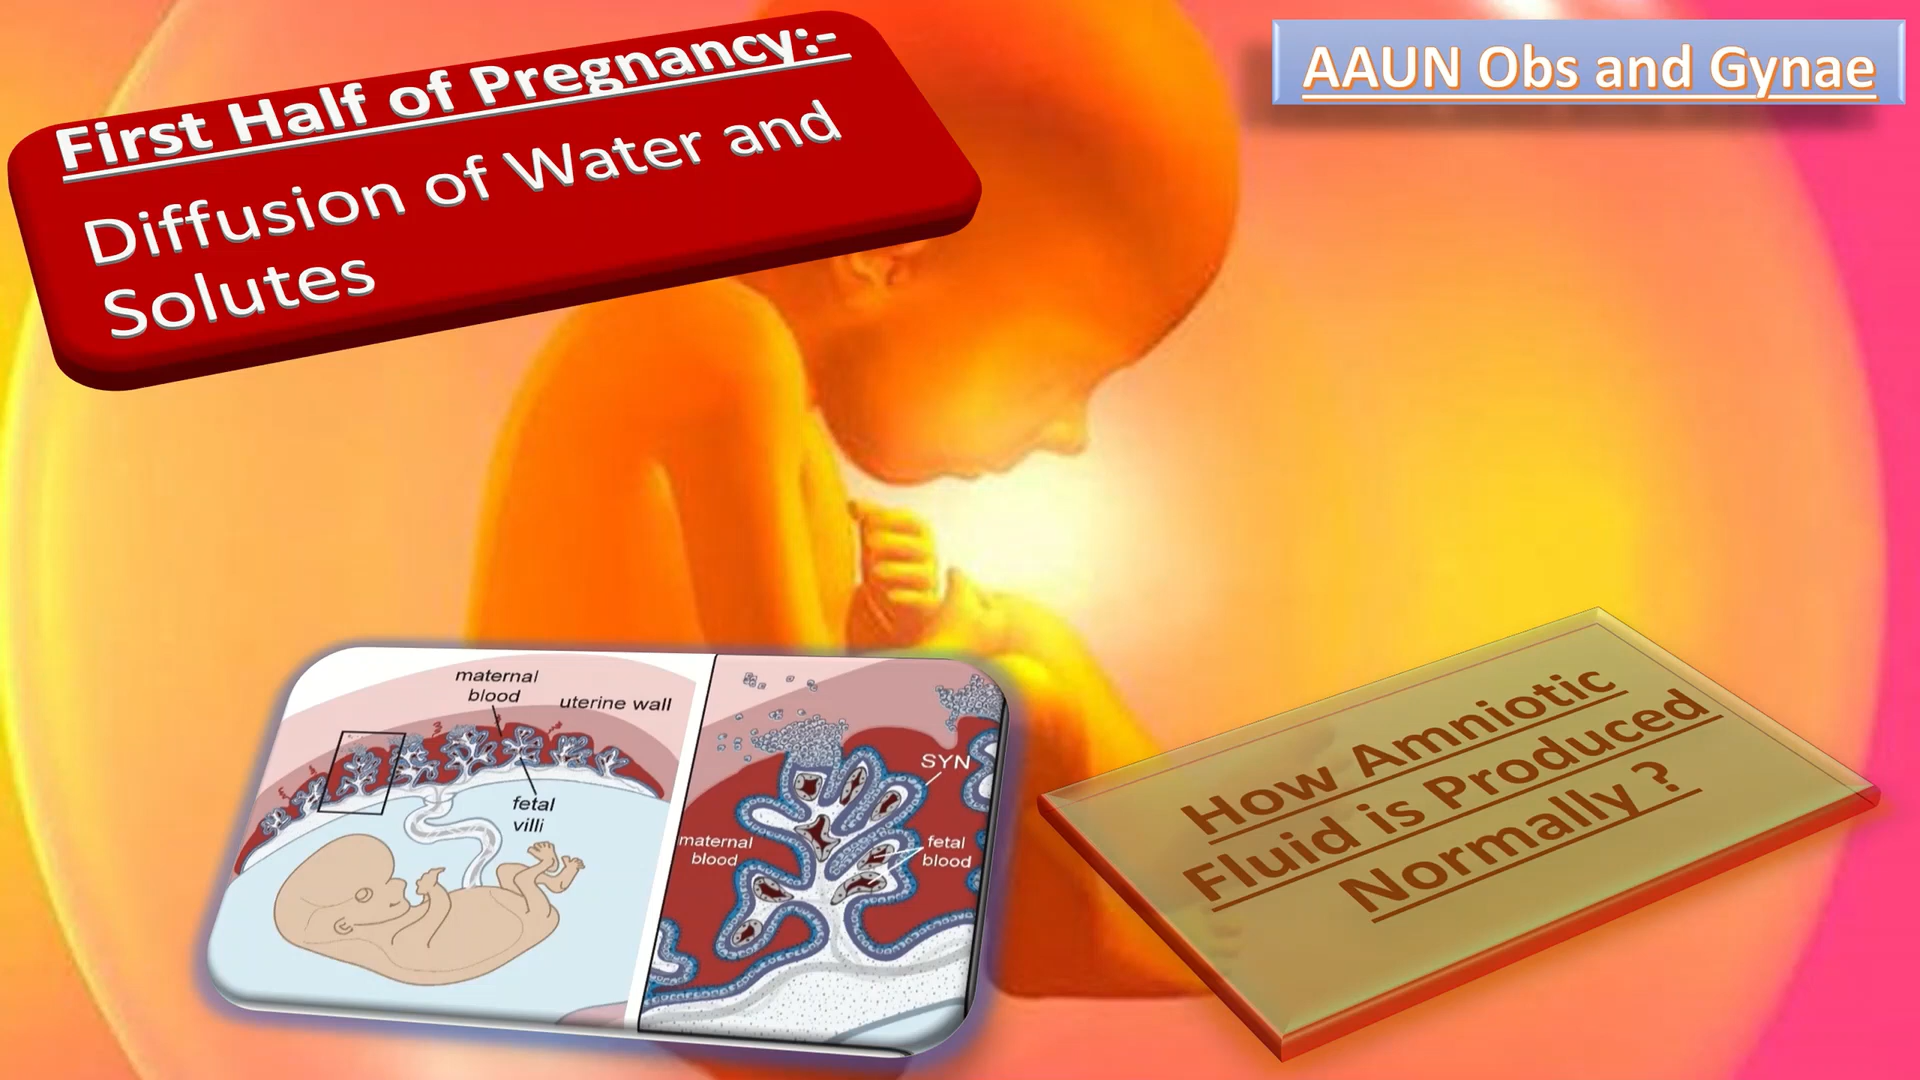 First Half of Pregnancy:-
Diffusion of Water and
Solutes
AAUN Obs and Gynae
maternal
blood
uterine wall
fetal
villi
SYN
maternal
blood
fetal
blood
How Amniotic
Fluid is Produced
Normally ?